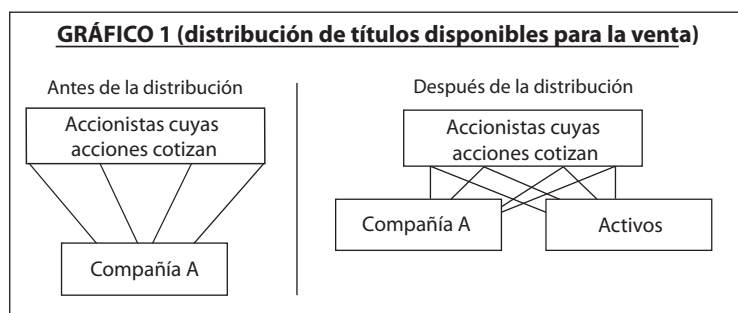 GRÁFICO 1 (distribución de títulos disponibles para la venta)
Antes de la distribución
Accionistas cuyas
acciones cotizan
Compañía A
Después de la distribución
Accionistas cuyas
acciones cotizan
Compañía A
Activos